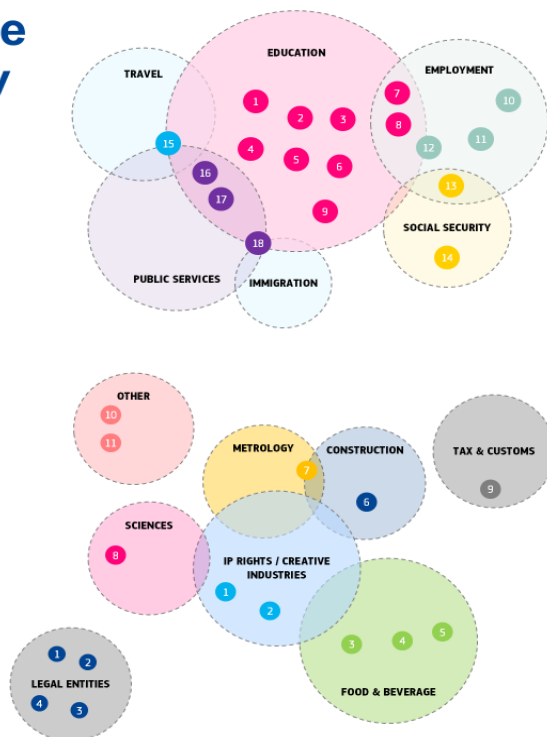 e
y
EDUCATION
TRAVEL
EMPLOYMENT
1
2
3
7
8
10
11
12
15
4
5
6
16
17
13
9
SOCIAL SECURITY
18
14
PUBLIC SERVICES
IMMIGRATION
OTHER
10
11
METROLOGY
CONSTRUCTION
TAX & CUSTOMS
7
9
6
SCIENCES
8
IP RIGHTS / CREATIVE
INDUSTRIES
1
2
3
4
5
1
2
LEGAL ENTITIES
4
3
FOOD & BEVERAGE